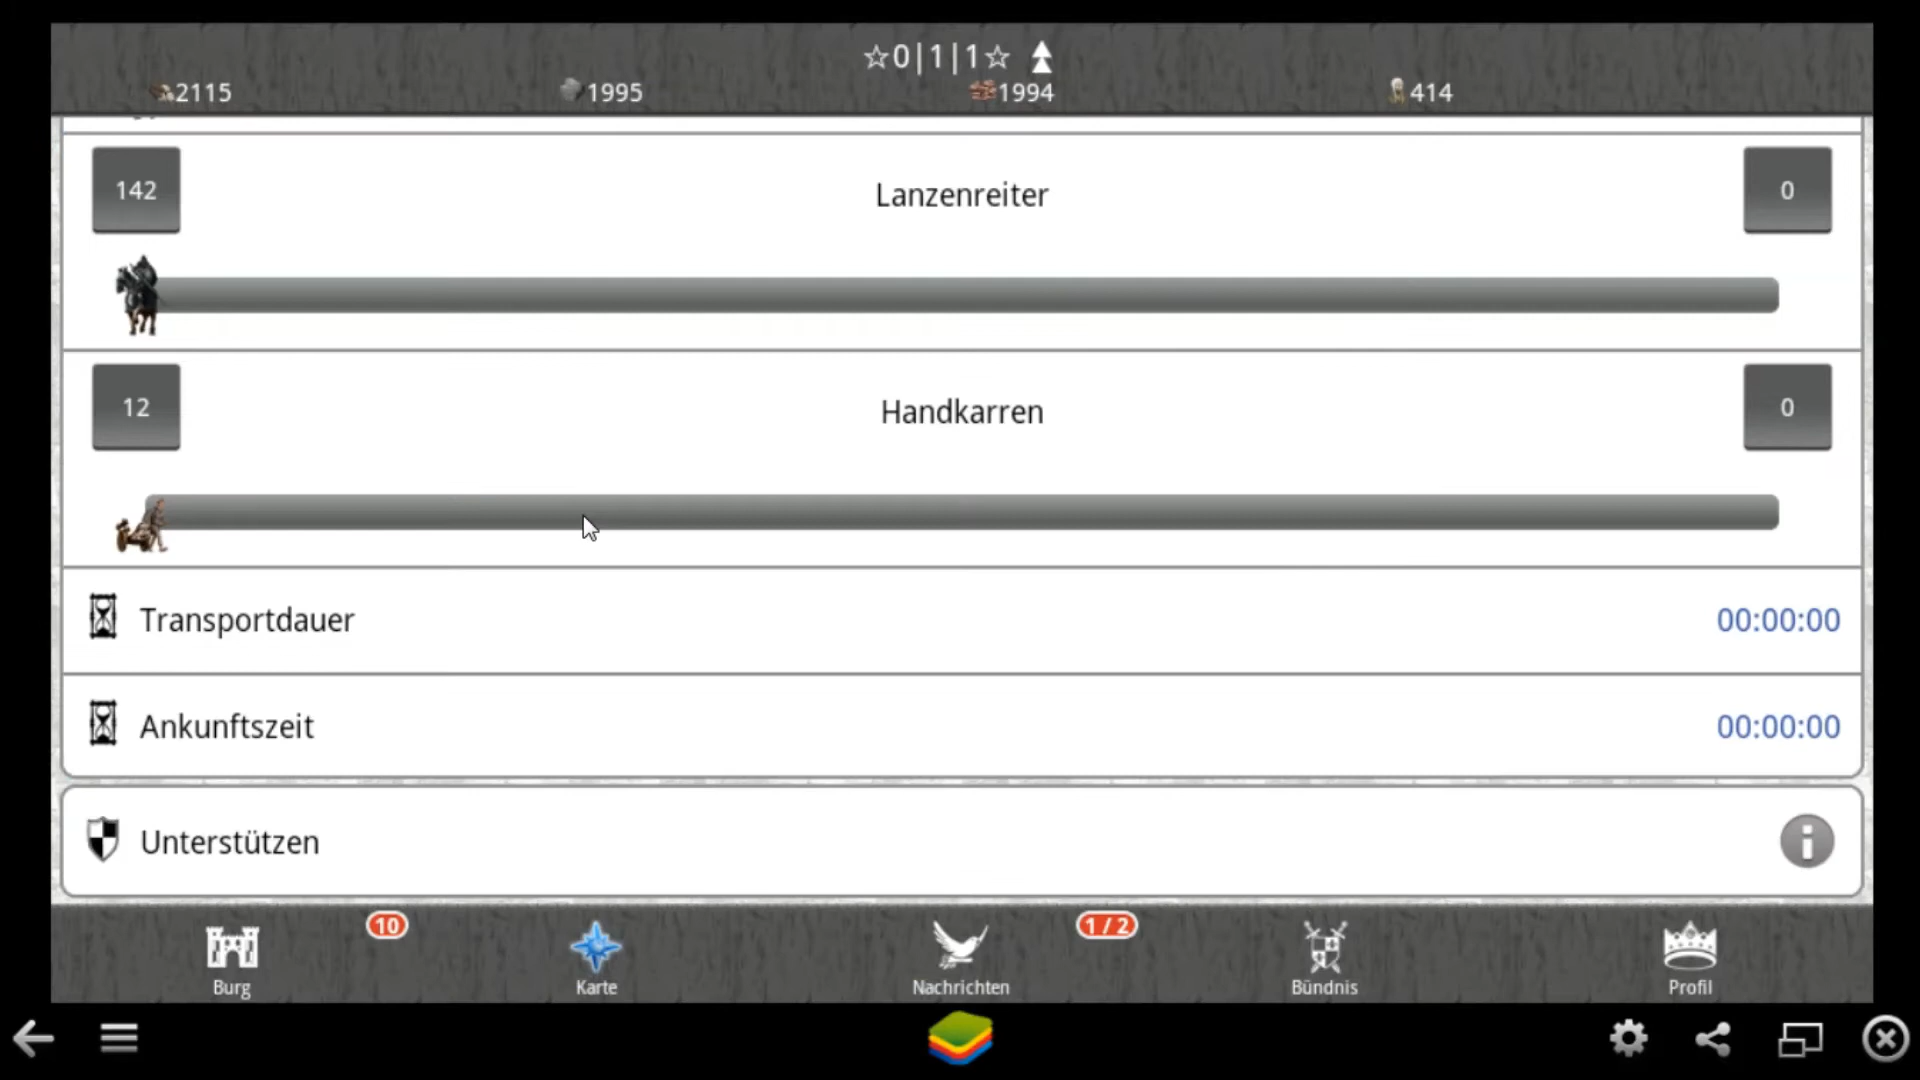 ☆0|1|1☆
2115
1995
1994
414
142
Lanzenreiter
0
12
Handkarren
0
Transportdauer
00:00:00
Ankunftszeit
00:00:00
Unterstützen
10
1 / 2
Burg
Karte
Nachrichten
Bündnis
Profil